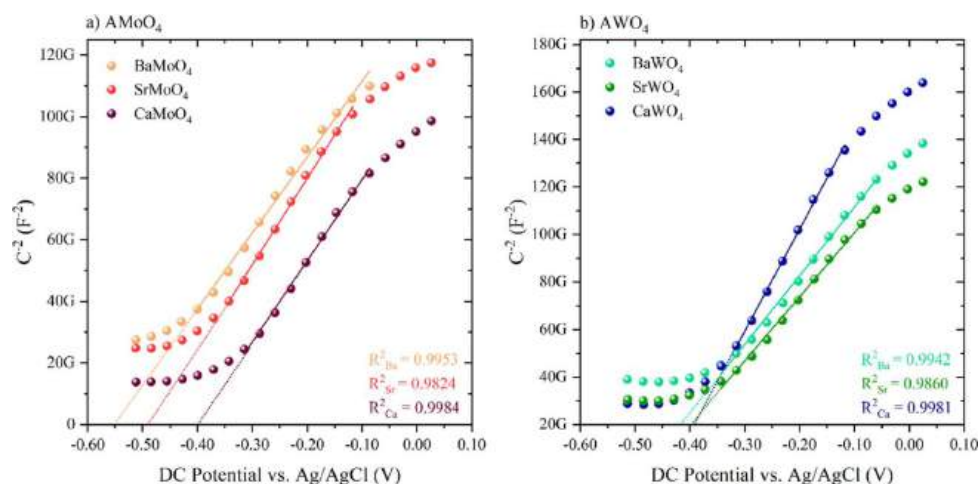 a) AMoO₄
BaMoO₄
SrMoO₄
CaMoO₄
120G
100G
80G
60G
40G
20G
0
C⁻² (F⁻²)
R²Ba = 0.9953
R²Sr = 0.9824
R²Ca = 0.9984
-0.60 -0.50 -0.40 -0.30 -0.20 -0.10 0.00 0.10
DC Potential vs. Ag/AgCl (V)
b) AWO₄
BaWO₄
SrWO₄
CaWO₄
180G
160G
140G
120G
100G
80G
60G
40G
20G
C⁻² (F⁻²)
R²Ba = 0.9942
R²Sr = 0.9860
R²Ca = 0.9981
-0.60 -0.50 -0.40 -0.30 -0.20 -0.10 0.00 0.10
DC Potential vs. Ag/AgCl (V)